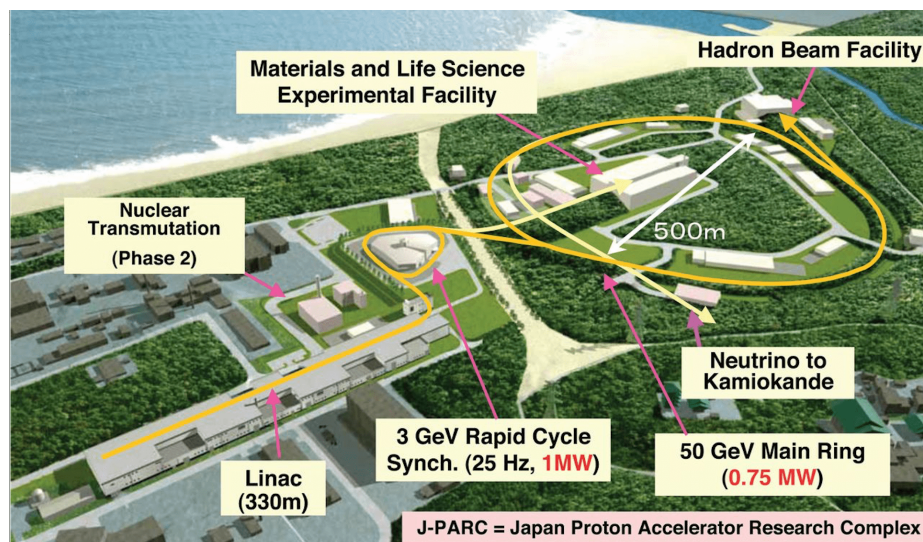 Hadron Beam Facility
Materials and Life Science
Experimental Facility
Nuclear
Transmutation
(Phase 2)
500m
Neutrino to
Kamiokande
3 GeV Rapid Cycle
Synch. (25 Hz, 1MW)
50 GeV Main Ring
(0.75 MW)
Linac
(330m)
J-PARC = Japan Proton Accelerator Research Complex